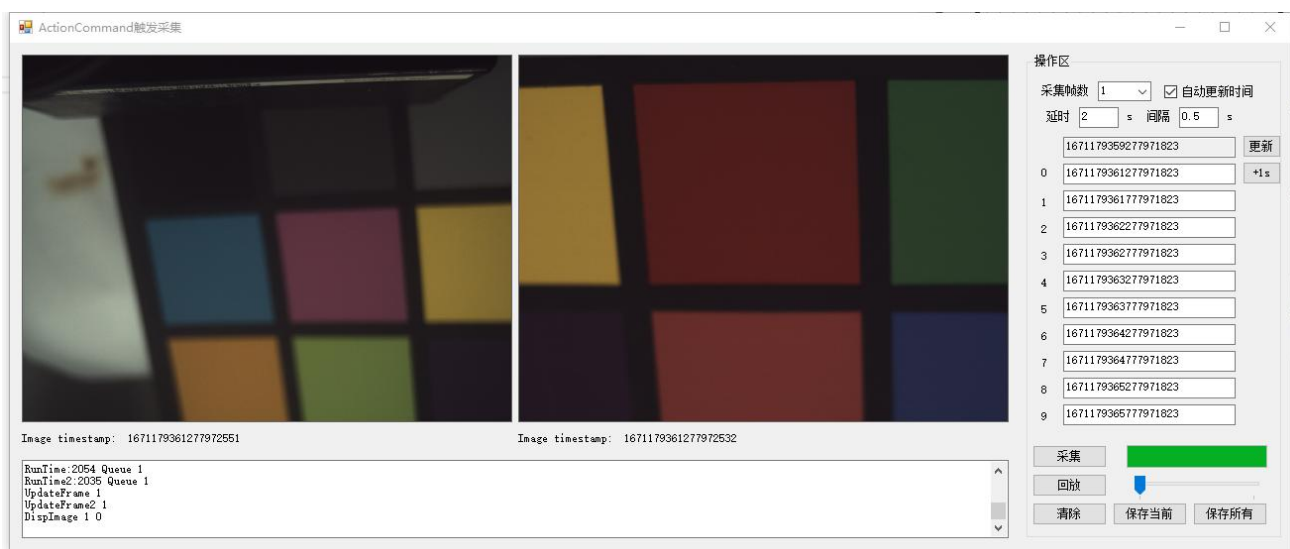 ActionCommand触发采集
操作区
采集帧数 1 自动更新时间
延时 2 s 间隔 0.5 s
1671179359277971823 更新
0 1671179361277971823 +1s
1 1671179361777971823
2 1671179362277971823
3 1671179362777971823
4 1671179363277971823
5 1671179363777971823
6 1671179364277971823
7 1671179364777971823
8 1671179365277971823
9 1671179365777971823
Image timestamp: 1671179361277972551
Image timestamp: 1671179361277972532
RunTime:2054 Queue 1
RunTime2:2035 Queue 1
UpdateFrame 1
UpdateFrame2 1
DispImage 1 0
采集
回放
清除 保存当前 保存所有